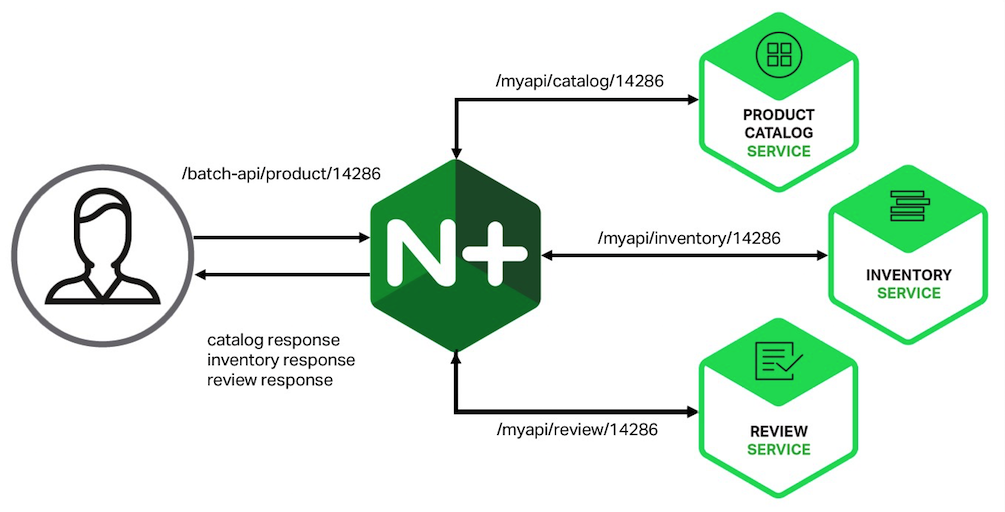 /myapi/catalog/14286
PRODUCT
CATALOG
SERVICE
/batch-api/product/14286
N+
/myapi/inventory/14286
INVENTORY
SERVICE
catalog response
inventory response
review response
/myapi/review/14286
REVIEW
SERVICE